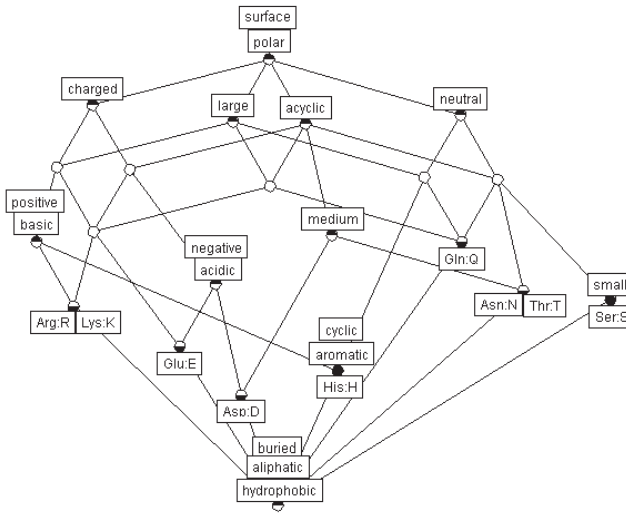 surface
polar
charged
large
acyclic
neutral
positive
basic
medium
negative
acidic
Gln:Q
small
Asn:N
Thr:T
Ser:S
Arg:R
Lys:K
cyclic
aromatic
Glu:E
His:H
Asp:D
buried
aliphatic
hydrophobic